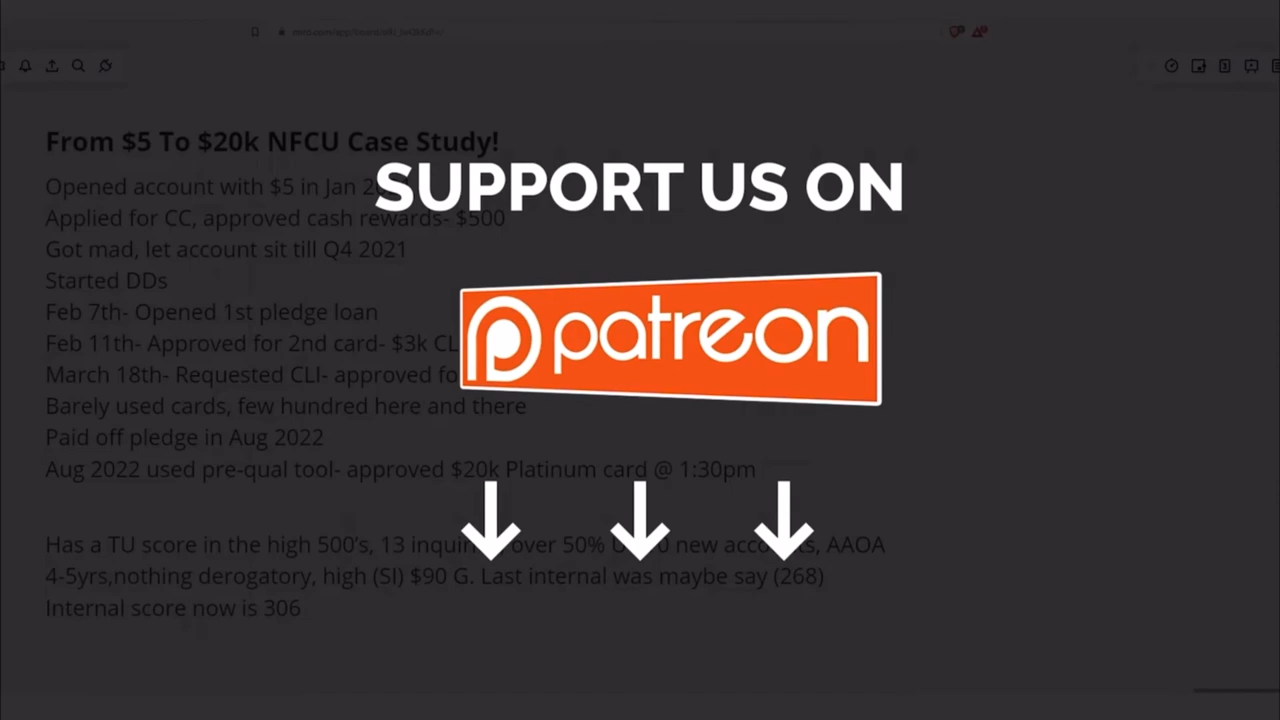 From $5 To $20k NFCU Case Study!
SUPPORT US ON
Opened account with $5 in Jan
Applied for CC, approved cash rewards- $500
Got mad, let account sit till Q4 2021
Started DDs
patreon
Feb 7th- Opened 1st pledge loan
Feb 11th- Approved for 2nd card- $3k
March 18th- Requested CLI- approved
Barely used cards, few hundred here and there
Paid off pledge in Aug 2022
Aug 2022 used pre-qual tool- approved $20k Platinum card @ 1:30pm
Has a TU score in the high 500's, 13 over 50% new AAOA
4-5yrs,nothing derogatory, high (SI) $90 G. Last internal was maybe say (268)
Internal score now is 306